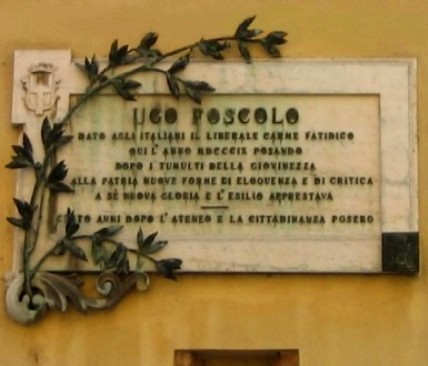 UGO FOSCOLO
DATO AGLI ITALIANI IL LIBERALE CARME FATIDICO
QUI L'ANNO MDCCCIX POSANDO
DOPO I TUMULTI DELLA GIOVINEZZA
ALLA PATRIA NUOVE FORME DI ELOQUENZA E DI CRITICA
A SÈ NUOVA GLORIA E L'ESILIO APPRESTAVA
CENTO ANNI DOPO L'ATENEO E LA CITTADINANZA POSERO